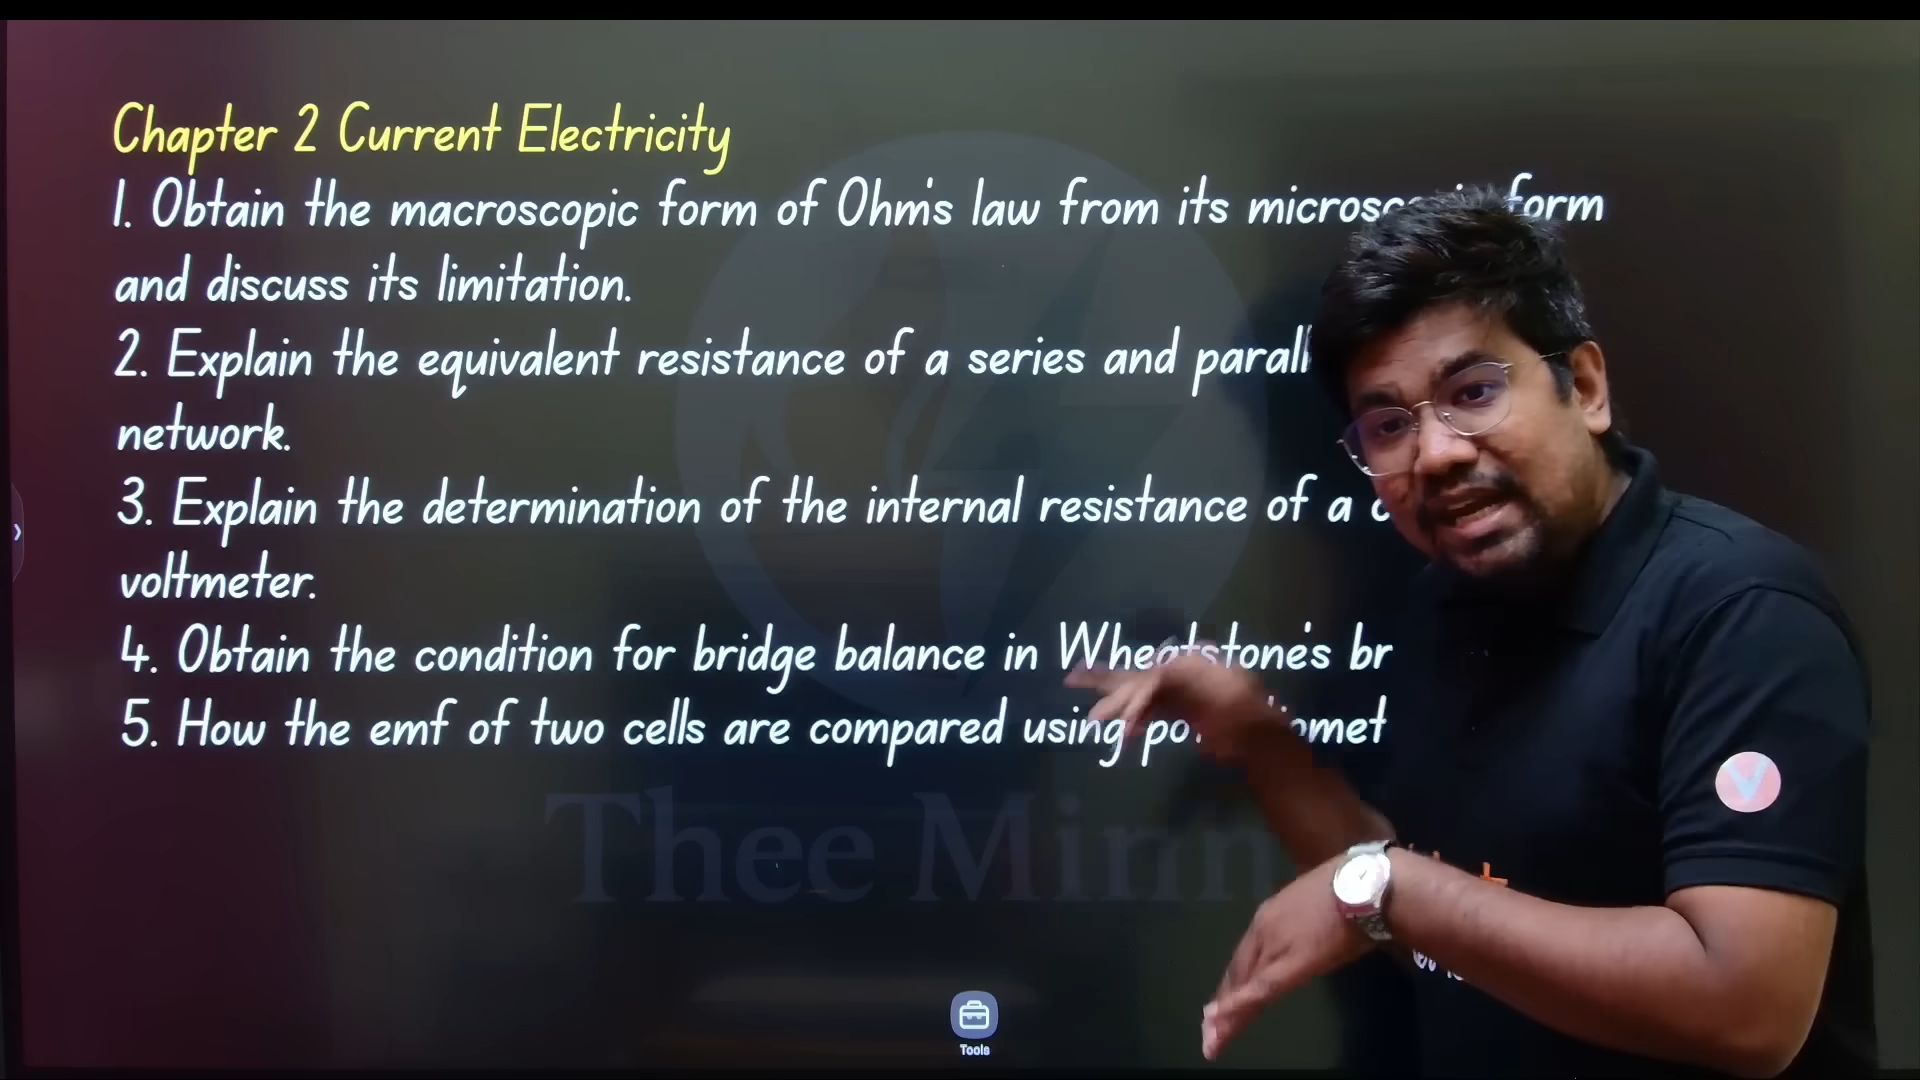 Chapter 2 Current Electricity
1. Obtain the macroscopic form of Ohm's law from its form
and discuss its limitation.
2. Explain the equivalent resistance of a series and
network.
3. Explain the determination of the internal resistance of a
voltmeter.
4. Obtain the condition for bridge balance in Wheatstone's
5. How the emf of two cells are compared using
Thee
Tools